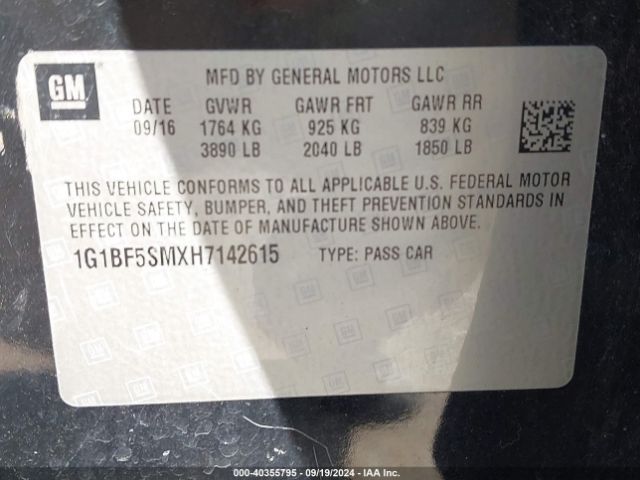 GM
MFD BY GENERAL MOTORS LLC
DATE GVWR GAWR FRT GAWR RR
09/16 1764 KG 925 KG 839 KG
3890 LB 2040 LB 1850 LB
THIS VEHICLE CONFORMS TO ALL APPLICABLE U.S. FEDERAL MOTOR
VEHICLE SAFETY, BUMPER, AND THEFT PREVENTION STANDARDS IN
EFFECT ON THE DATE OF MANUFACTURE SHOWN ABOVE.
1G1BF5SMXH7142615 TYPE: PASS CAR
000-40355795 - 09/19/2024 - IAA Inc.